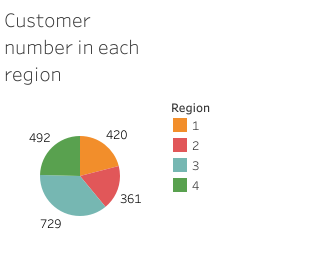 Customer
number in each
region
Region
1
2
3
4
492
420
361
729